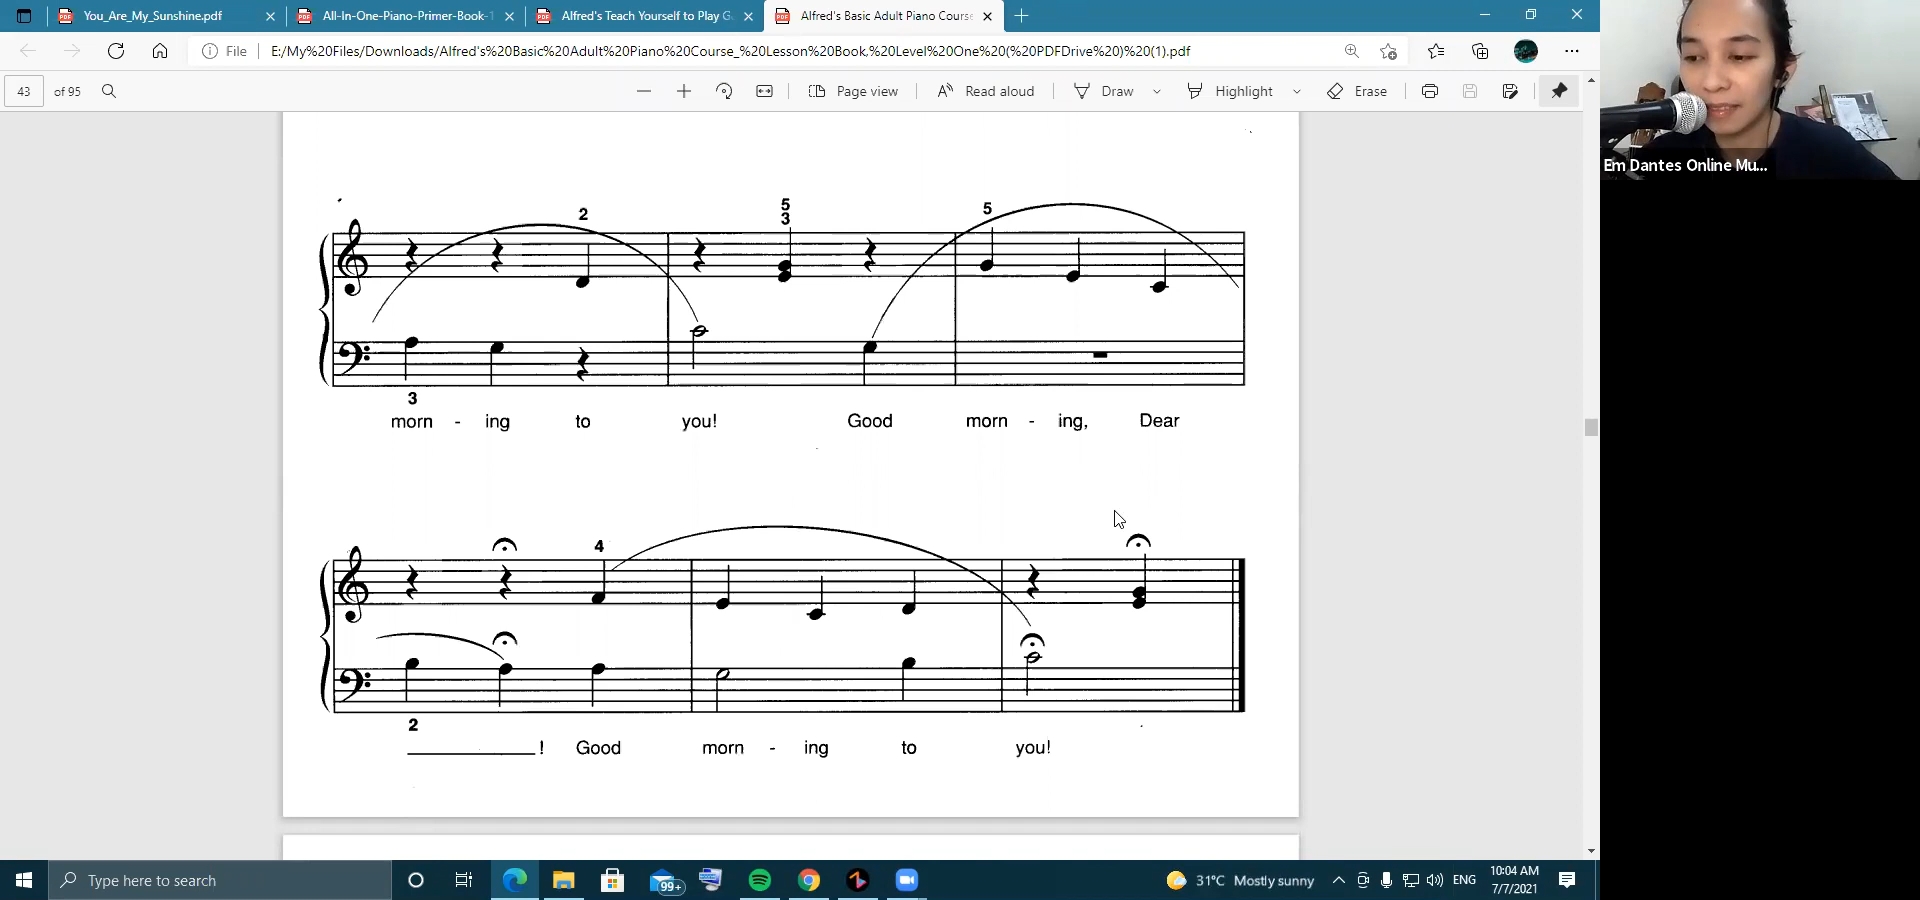 You_Are_My_Sunshine.pdf
All-In-One-Piano-Primer-Book-1
Alfred's Teach Yourself to Play G
Alfred's Basic Adult Piano Course
File
E:/My%20Files/Downloads/Alfred's%20Basic%20Adult%20Piano%20Course_%20Lesson%20Book,%20Level%20One%20(%20PDFDrive%20)%20(1).pdf
43 of 95
Page view
Read aloud
Draw
Highlight
Erase
Em Dantes Online Mu...
2
5
3
5
3
morn - ing to you! Good morn - ing, Dear
4
2
__________! Good morn - ing to you!
Type here to search
99+
31°C Mostly sunny
ENG
10:04 AM
7/7/2021